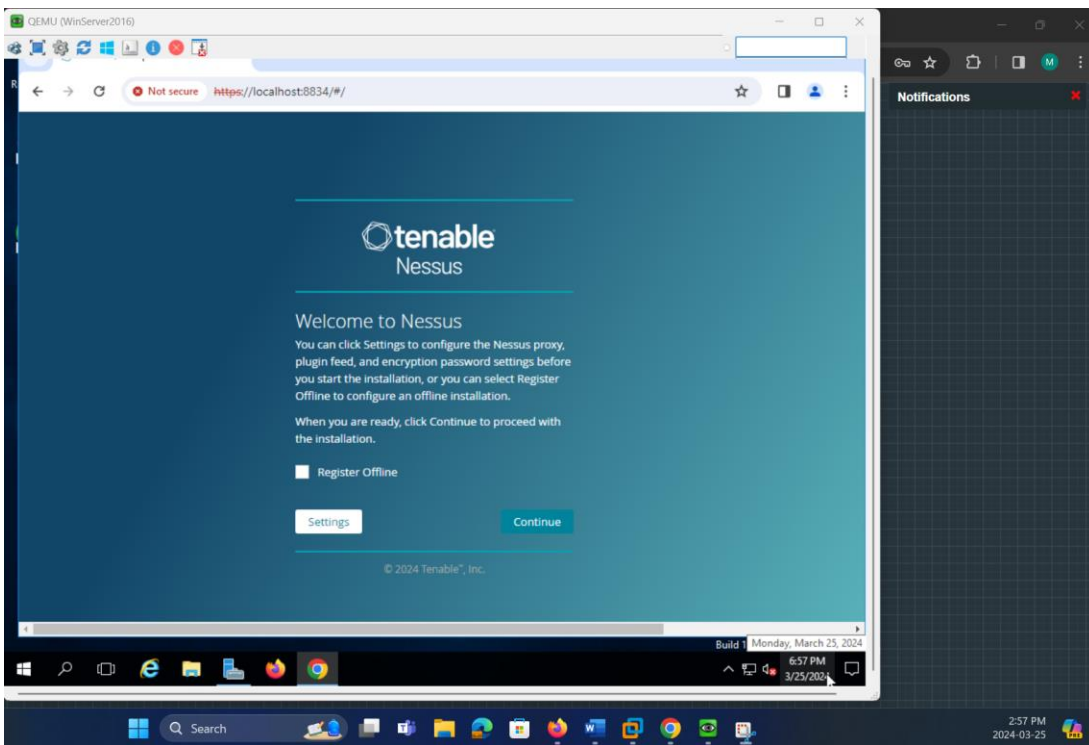 QEMU (WinServer2016)
Not secure https://localhost:8834/#/
M
Notifications
tenable
Nessus
Welcome to Nessus
You can click Settings to configure the Nessus proxy,
plugin feed, and encryption password settings before
you start the installation, or you can select Register
Offline to configure an offline installation.
When you are ready, click Continue to proceed with
the installation.
Register Offline
Settings
Continue
© 2024 Tenable™, Inc.
Build 1
Monday, March 25, 2024
6:57 PM
3/25/2024
Search
2:57 PM
2024-03-25